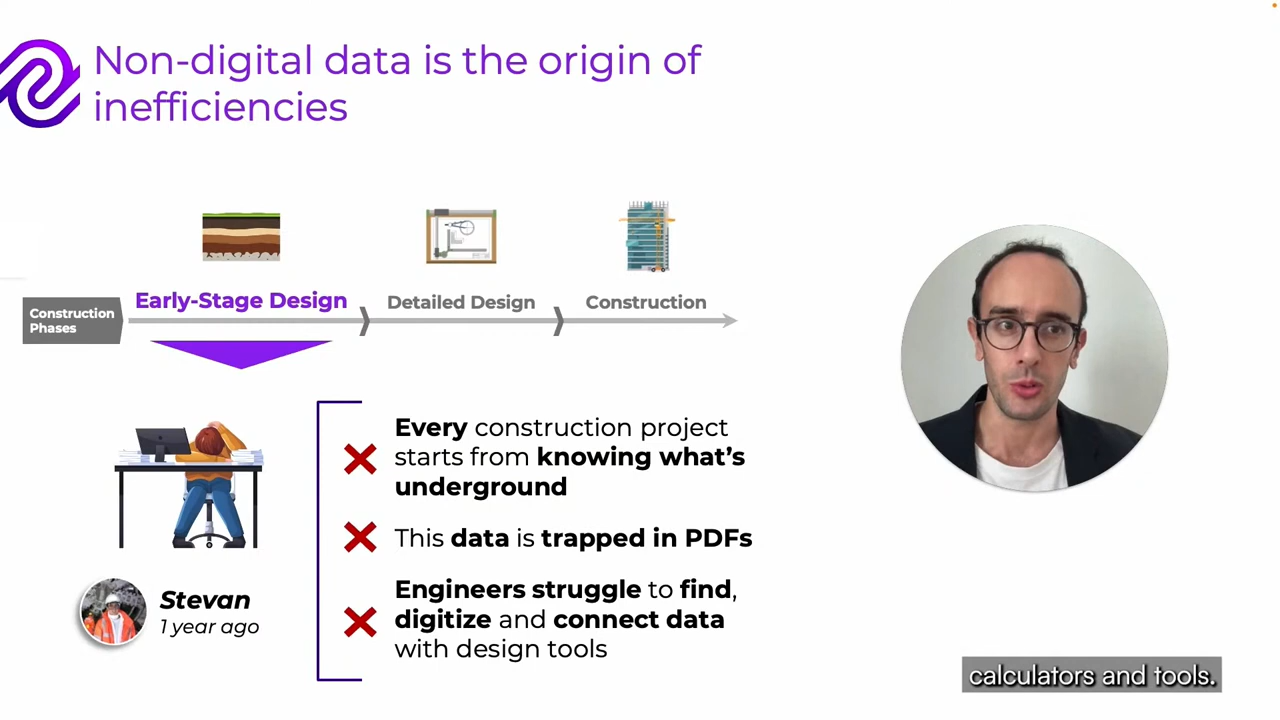 Non-digital data is the origin of
inefficiencies
Construction
Phases
Early-Stage Design
Detailed Design
Construction
Every construction project
starts from knowing what's
underground
This data is trapped in PDFs
Engineers struggle to find,
digitize and connect data
with design tools
Stevan
1 year ago
calculators and tools.